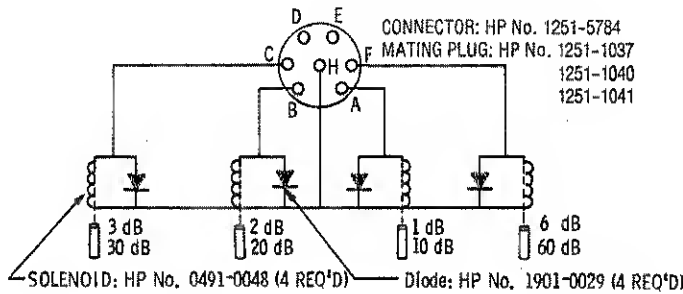 D E
C H F
B A
CONNECTOR: HP No. 1251-5784
MATING PLUG: HP No. 1251-1037
1251-1040
1251-1041
3 dB
30 dB
2 dB
20 dB
1 dB
10 dB
6 dB
60 dB
SOLENOID: HP No. 0491-0048 (4 REQ'D)
Diode: HP No. 1901-0029 (4 REQ'D)